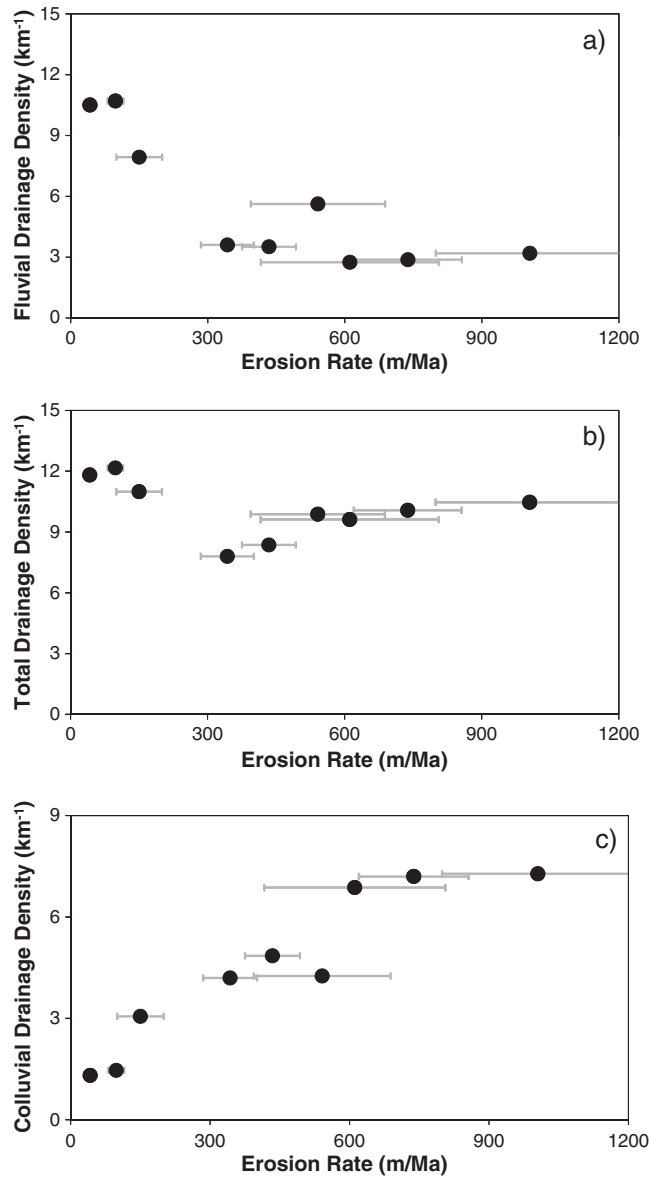 a)
Fluvial Drainage Density (km⁻¹)
15
12
9
6
3
0
0 300 600 900 1200
Erosion Rate (m/Ma)
b)
Total Drainage Density (km⁻¹)
15
12
9
6
3
0
0 300 600 900 1200
Erosion Rate (m/Ma)
c)
Colluvial Drainage Density (km⁻¹)
9
6
3
0
0 300 600 900 1200
Erosion Rate (m/Ma)